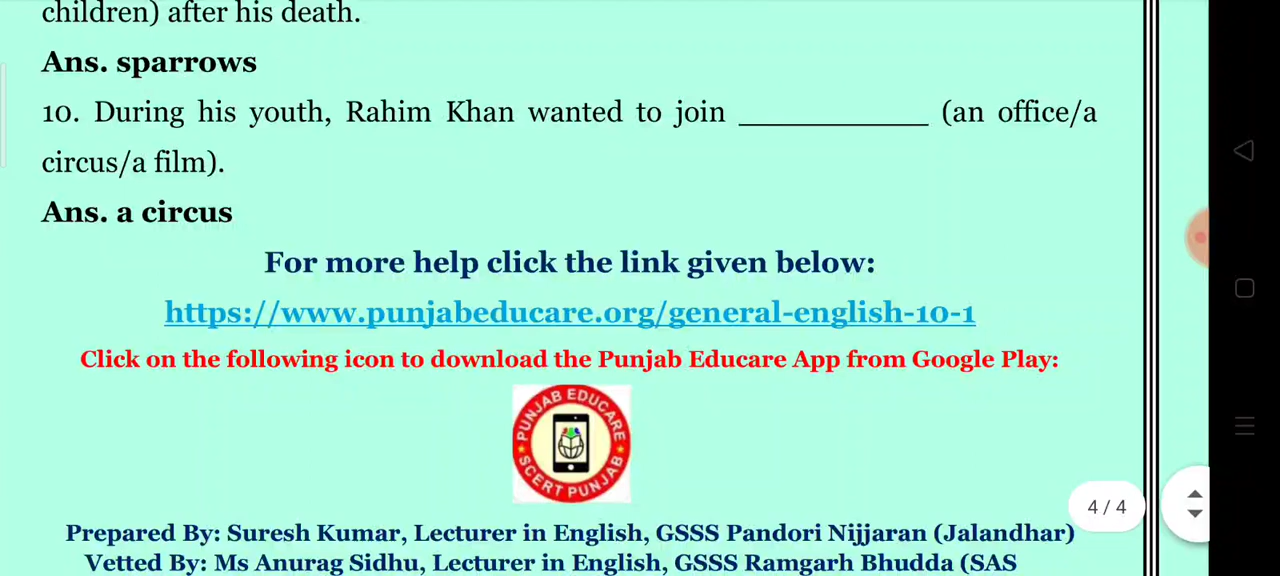 children) after his death.
Ans. sparrows
10. During his youth, Rahim Khan wanted to join ____________ (an office/a
circus/a film).
Ans. a circus
For more help click the link given below:
https://www.punjabeducare.org/general-english-10-1
Click on the following icon to download the Punjab Educare App from Google Play:
PUNJAB EDUCARE
SCERT PUNJAB
4 / 4
Prepared By: Suresh Kumar, Lecturer in English, GSSS Pandori Nijjaran (Jalandhar)
Vetted By: Ms Anurag Sidhu, Lecturer in English, GSSS Ramgarh Bhudda (SAS